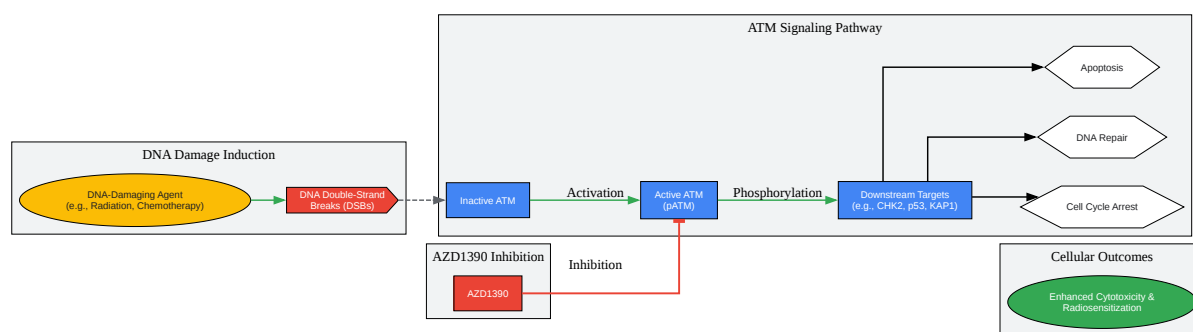 ATM Signaling Pathway
Apoptosis
DNA Repair
Cell Cycle Arrest
DNA Damage Induction
DNA-Damaging Agent
(e.g., Radiation, Chemotherapy)
DNA Double-Strand
Breaks (DSBs)
Inactive ATM
Activation
Active ATM
(pATM)
Phosphorylation
Downstream Targets
(e.g., CHK2, p53, KAP1)
AZD1390 Inhibition
AZD1390
Inhibition
Cellular Outcomes
Enhanced Cytotoxicity &
Radiosensitization